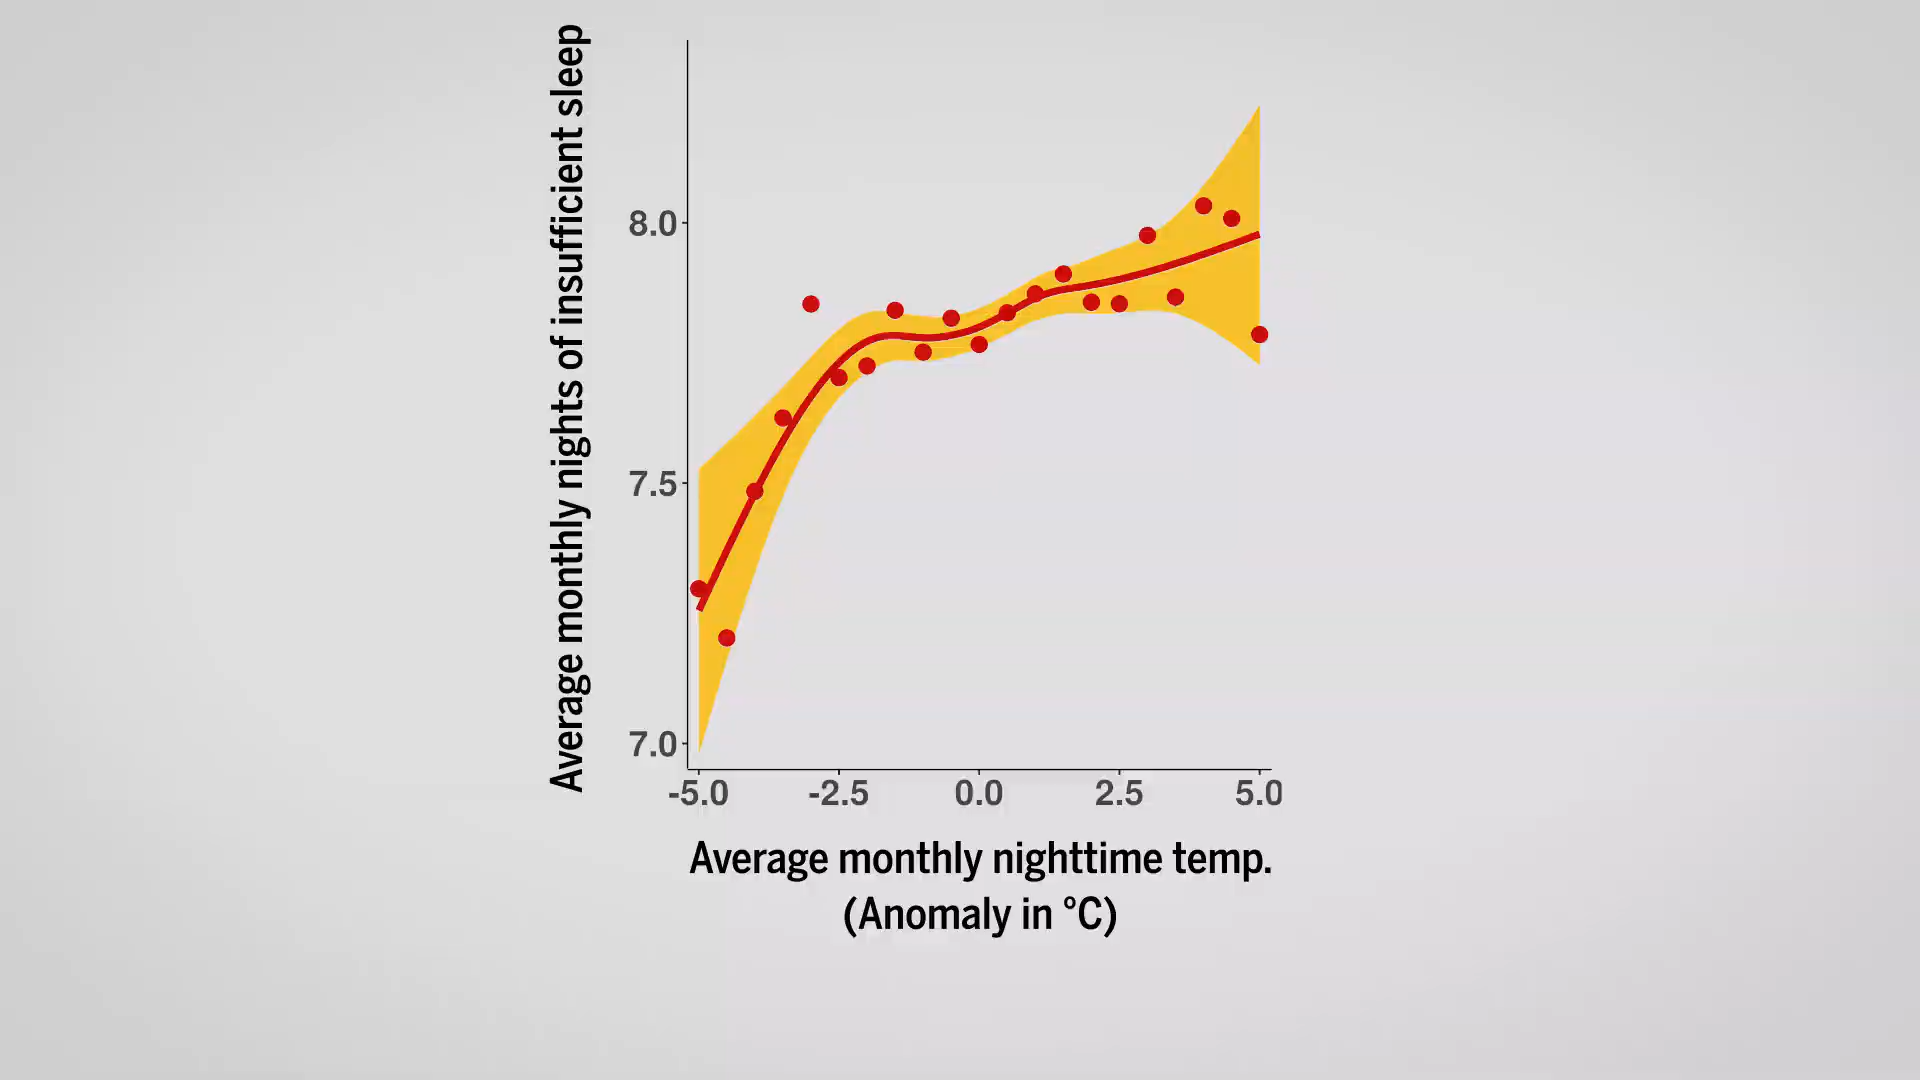 Average monthly nights of insufficient sleep
8.0
7.5
7.0
-5.0 -2.5 0.0 2.5 5.0
Average monthly nighttime temp.
(Anomaly in °C)